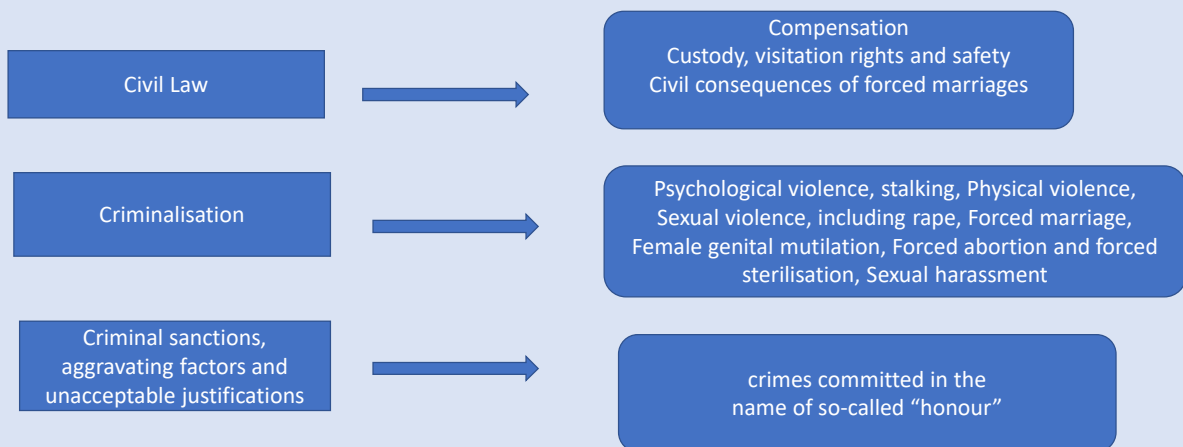 Civil Law
Compensation
Custody, visitation rights and safety
Civil consequences of forced marriages
Criminalisation
Psychological violence, stalking, Physical violence,
Sexual violence, including rape, Forced marriage,
Female genital mutilation, Forced abortion and forced
sterilisation, Sexual harassment
Criminal sanctions,
aggravating factors and
unacceptable justifications
crimes committed in the
name of so-called “honour”